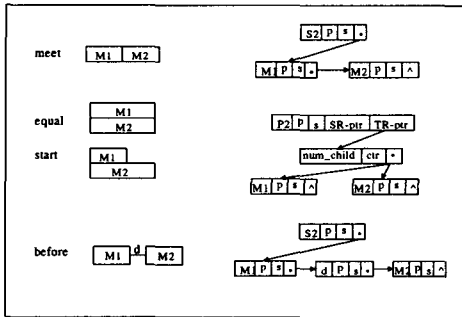 S2 p s •
meet M1 M2
M1 p s • M2 p s ^
M1
equal M2
P2 p s SR-ptr TR-ptr
start M1
M2
num_child ctr •
M1 p s ^ M2 p s ^
S2 p s •
before M1 d M2
M1 p s • d p s • M2 p s ^